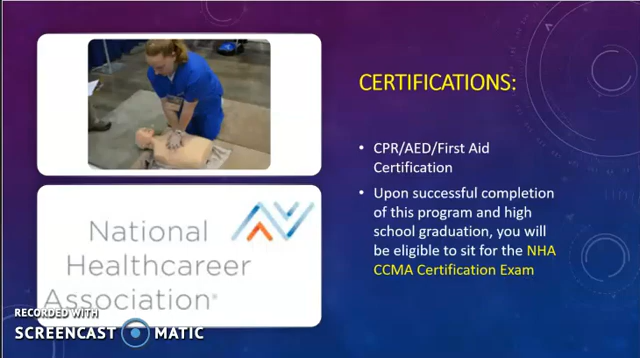 CERTIFICATIONS:
• CPR/AED/First Aid
Certification
• Upon successful completion
of this program and high
school graduation, you will
be eligible to sit for the NHA
CCMA Certification Exam
National
Healthcareer
Association®
RECORDED WITH
SCREENCAST MATIC